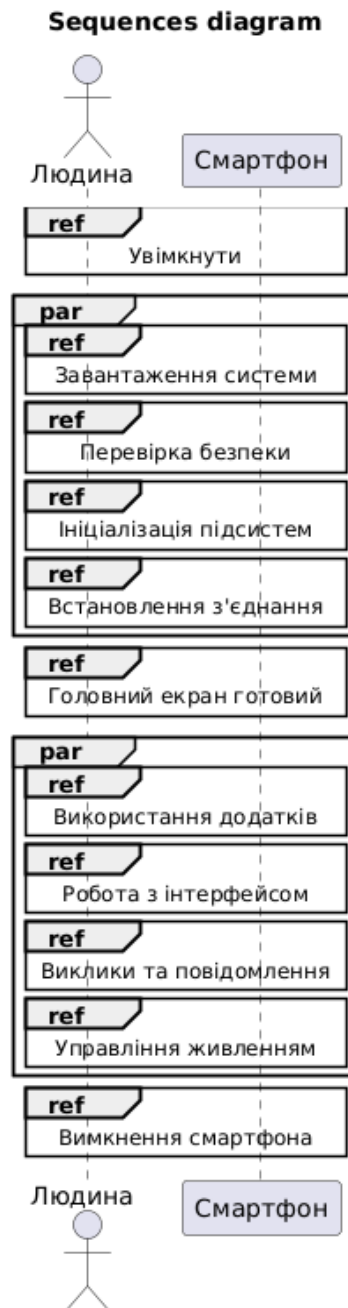 Sequences diagram
Людина
Смартфон
ref
Увімкнути
par
ref
Завантаження системи
ref
Перевірка безпеки
ref
Ініціалізація підсистем
ref
Встановлення з'єднання
ref
Головний екран готовий
par
ref
Використання додатків
ref
Робота з інтерфейсом
ref
Виклики та повідомлення
ref
Управління живленням
ref
Вимкнення смартфона
Людина
Смартфон